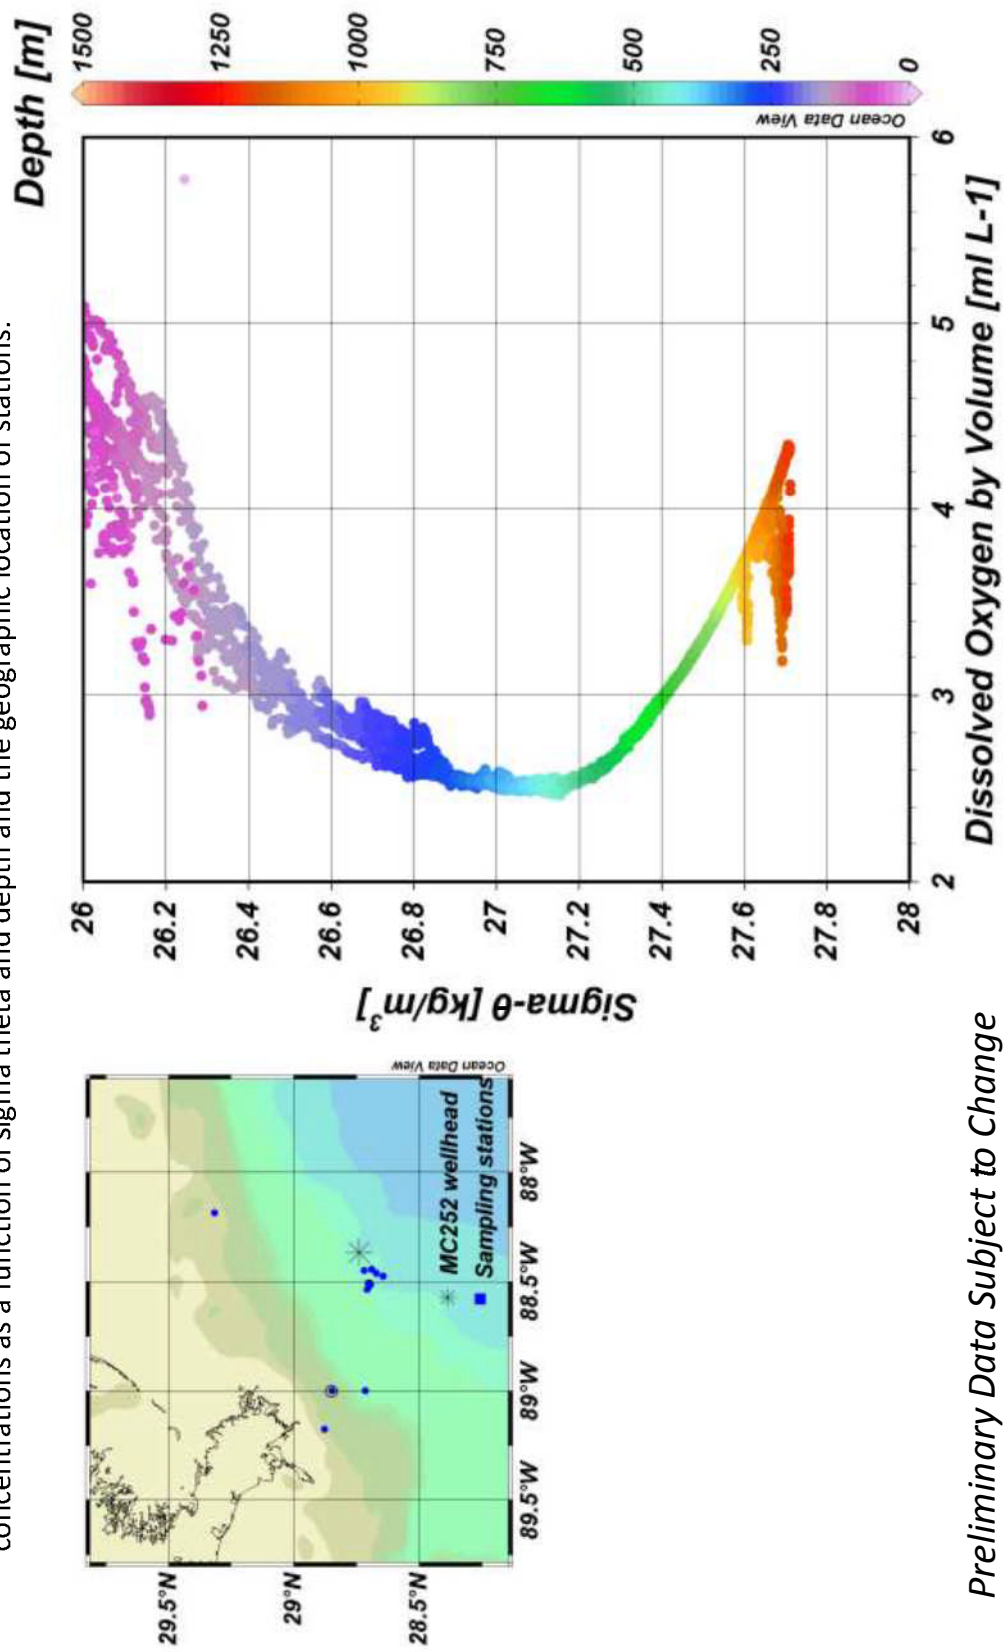 concentrations as a function of sigma theta and depth and the geographic location of stations.
29.5°N
29°N
28.5°N
89.5°W
89°W
88.5°W
88°W
MC252 wellhead
Sampling stations
Ocean Data View
Sigma-θ [kg/m³]
26
26.2
26.4
26.6
26.8
27
27.2
27.4
27.6
27.8
28
2
3
4
5
6
Dissolved Oxygen by Volume [ml L-1]
Depth [m]
1500
1250
1000
750
500
250
0
Ocean Data View
Preliminary Data Subject to Change